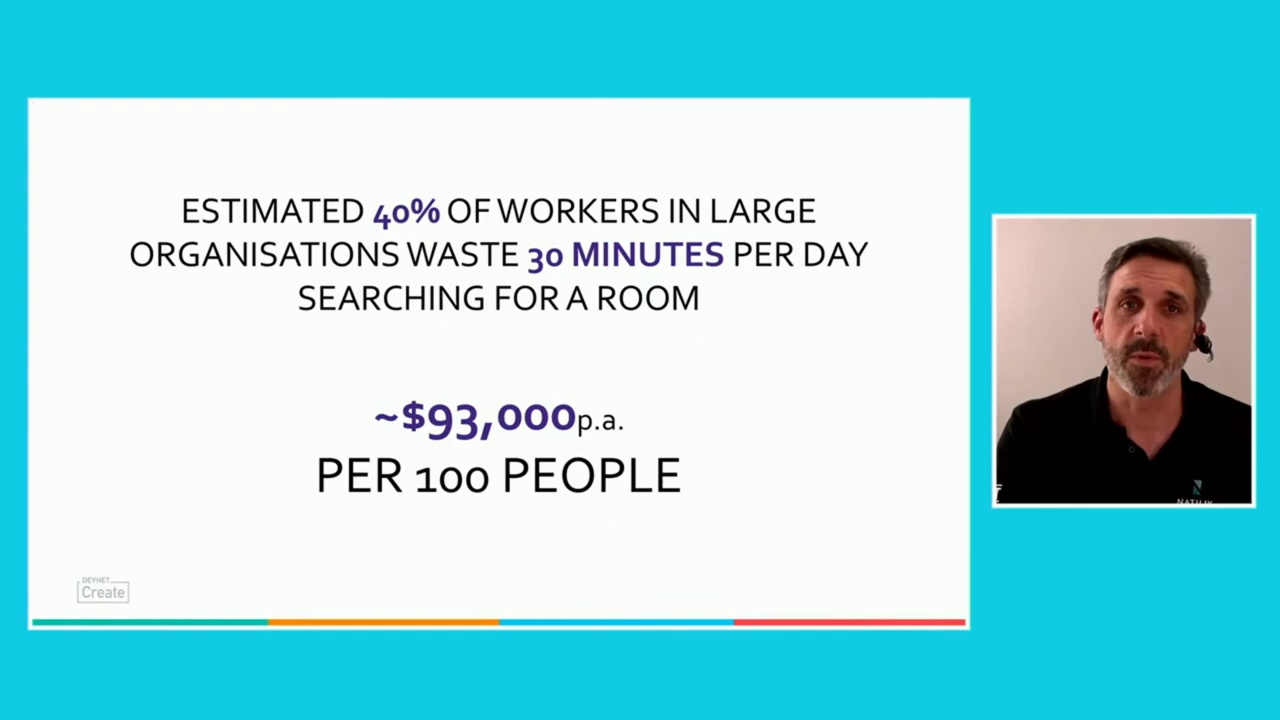 ESTIMATED 40% OF WORKERS IN LARGE
ORGANISATIONS WASTE 30 MINUTES PER DAY
SEARCHING FOR A ROOM
~$93,000p.a.
PER 100 PEOPLE
DEVNET
Create